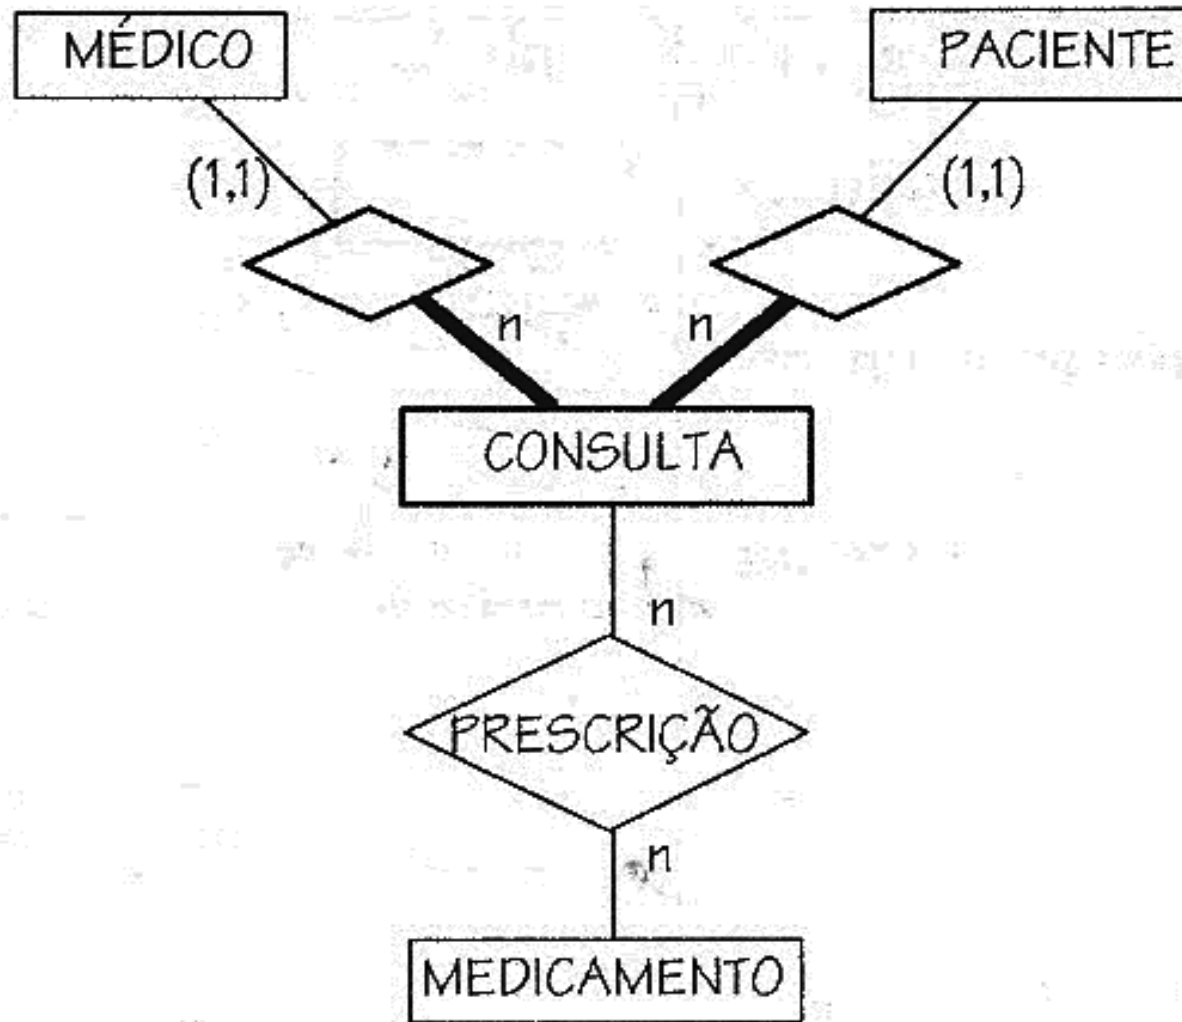 MÉDICO
PACIENTE
(1,1)
(1,1)
n
n
CONSULTA
n
PRESCRIÇÃO
n
MEDICAMENTO